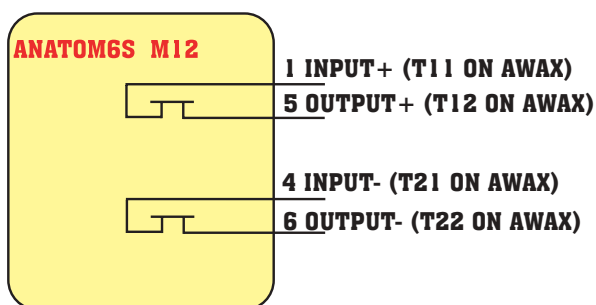 ANATOM6S M12
1 INPUT+ (T11 ON AWAX)
5 OUTPUT+ (T12 ON AWAX)
4 INPUT- (T21 ON AWAX)
6 OUTPUT- (T22 ON AWAX)